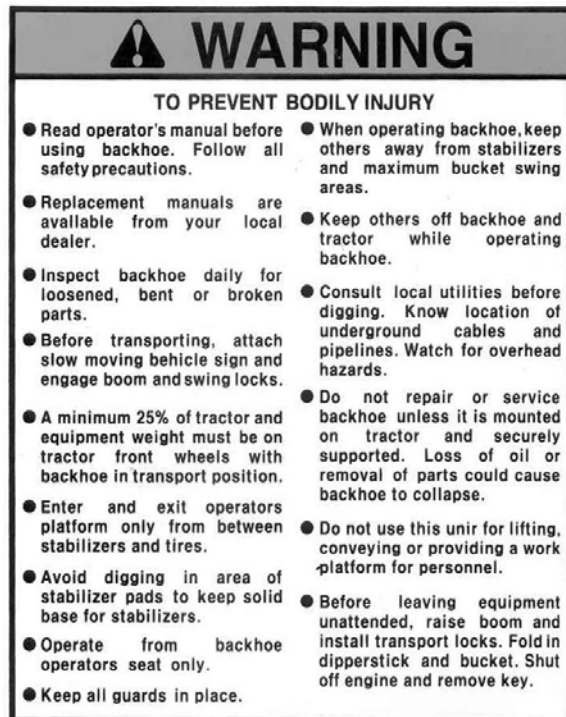 WARNING
TO PREVENT BODILY INJURY
● Read operator's manual before
using backhoe. Follow all
safety precautions.
● Replacement manuals are
available from your local
dealer.
● Inspect backhoe daily for
loosened, bent or broken
parts.
● Before transporting, attach
slow moving behicle sign and
engage boom and swing locks.
● A minimum 25% of tractor and
equipment weight must be on
tractor front wheels with
backhoe in transport position.
● Enter and exit operators
platform only from between
stabilizers and tires.
● Avoid digging in area of
stabilizer pads to keep solid
base for stabilizers.
● Operate from backhoe
operators seat only.
● Keep all guards in place.
● When operating backhoe, keep
others away from stabilizers
and maximum bucket swing
areas.
● Keep others off backhoe and
tractor while operating
backhoe.
● Consult local utilities before
digging. Know location of
underground cables and
pipelines. Watch for overhead
hazards.
● Do not repair or service
backhoe unless it is mounted
on tractor and securely
supported. Loss of oil or
removal of parts could cause
backhoe to collapse.
● Do not use this unir for lifting,
conveying or providing a work
platform for personnel.
● Before leaving equipment
unattended, raise boom and
install transport locks. Fold in
dipperstick and bucket. Shut
off engine and remove key.